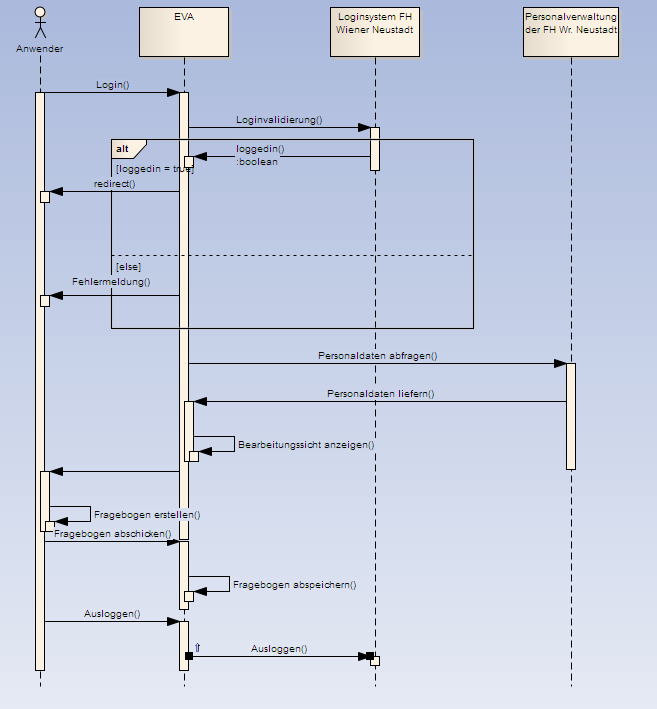 EVA
Loginsystem FH
Wiener Neustadt
Personalverwaltung
der FH Wr. Neustadt
Anwender
Login()
Loginvalidierung()
alt
loggedin()
:boolean
[loggedin = true]
redirect()
[else]
Fehlermeldung()
Personaldaten abfragen()
Personaldaten liefern()
Bearbeitungssicht anzeigen()
Fragebogen erstellen()
Fragebogen abschicken()
Fragebogen abspeichern()
Ausloggen()
⇑
Ausloggen()